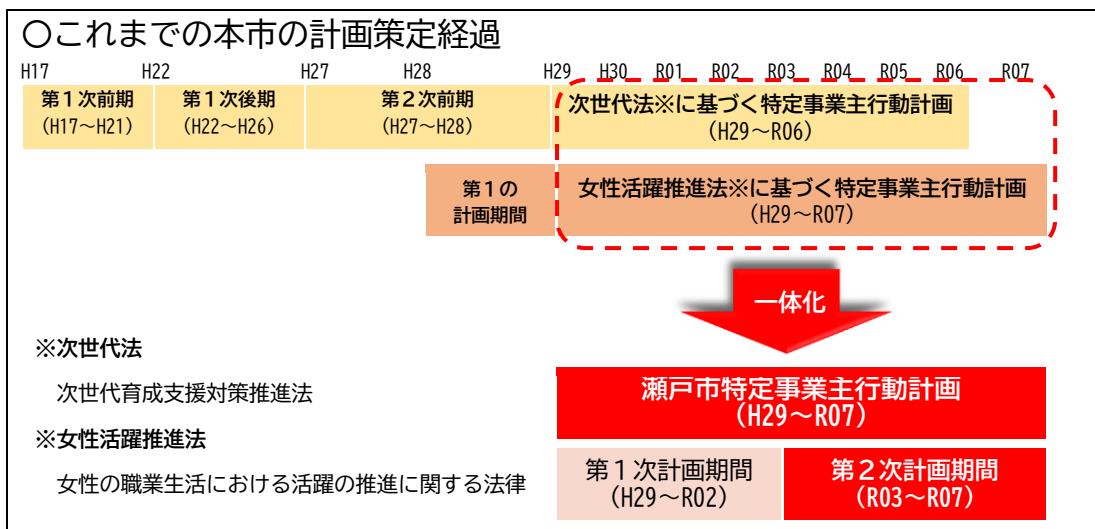 〇これまでの本市の計画策定経過
H17 H22 H27 H28 H29 H30 R01 R02 R03 R04 R05 R06 R07
第1次前期
(H17～H21)
第1次後期
(H22～H26)
第2次前期
(H27～H28)
次世代法※に基づく特定事業主行動計画
(H29～R06)
第1の
計画期間
女性活躍推進法※に基づく特定事業主行動計画
(H29～R07)
一体化
※次世代法
次世代育成支援対策推進法
※女性活躍推進法
女性の職業生活における活躍の推進に関する法律
瀬戸市特定事業主行動計画
(H29～R07)
第1次計画期間
(H29～R02)
第2次計画期間
(R03～R07)